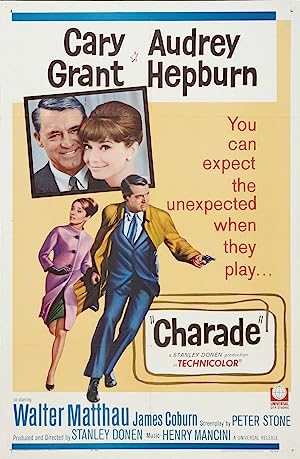 Cary Audrey
Grant Hepburn
You
can
expect
the
unexpected
when
they
play...
"Charade"
a STANLEY DONEN production
in TECHNICOLOR®
UNIVERSAL
co-starring
Walter Matthau James Coburn Screenplay by PETER STONE
Produced and Directed by STANLEY DONEN Music: HENRY MANCINI A UNIVERSAL RELEASE